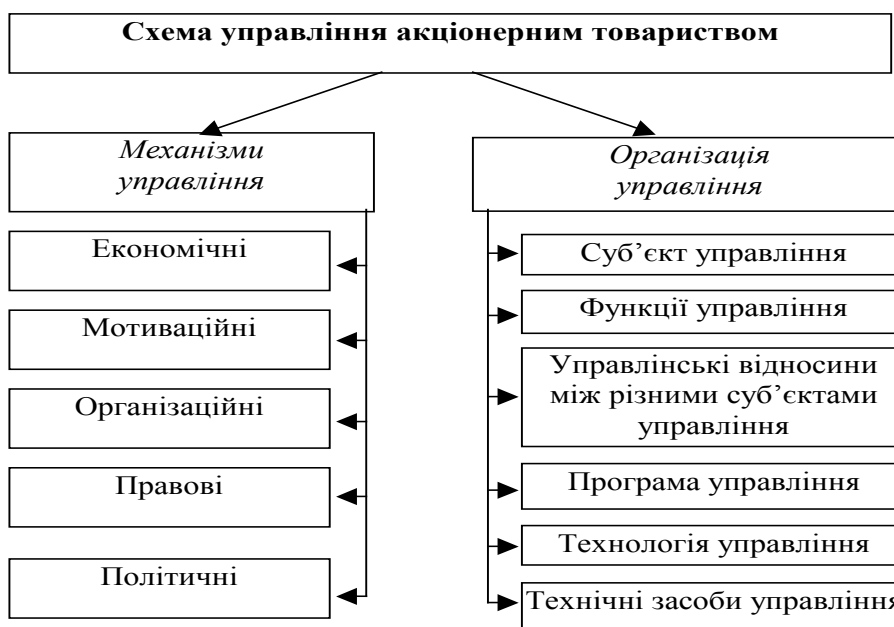 Схема управління акціонерним товариством
Механізми
управління
Економічні
Мотиваційні
Організаційні
Правові
Політичні
Організація
управління
Суб’єкт управління
Функції управління
Управлінські відносини
між різними суб’єктами
управління
Програма управління
Технологія управління
Технічні засоби управління